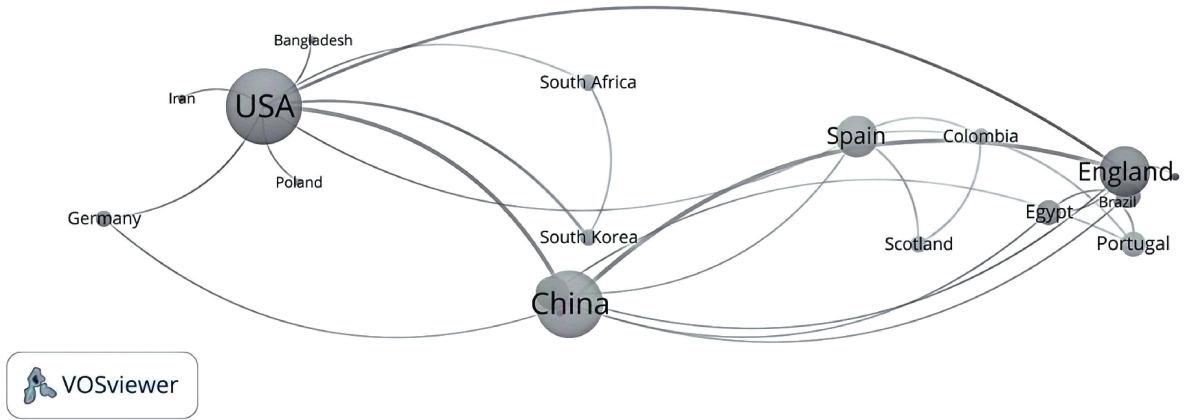 Bangladesh
Iran
USA
South Africa
Spain
Colombia
England
Poland
Brazil
Germany
Egypt
South Korea
Scotland
Portugal
China
VOSviewer